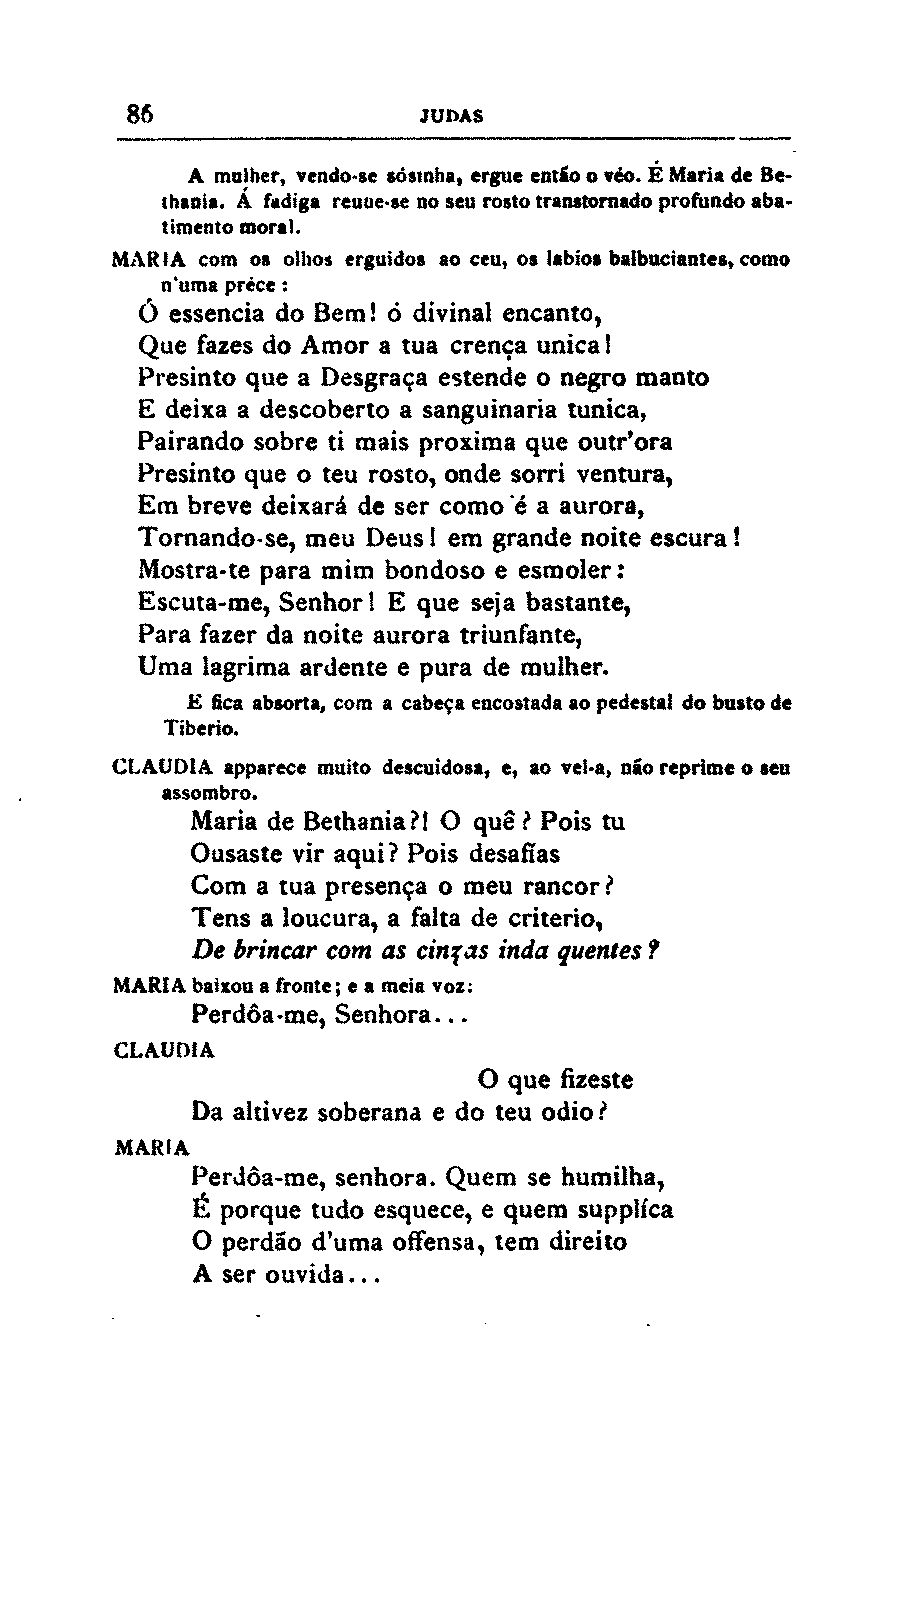 86 JUDAS
A mulher, vendo-se sósinha, ergue então o véo. É Maria de Be-
thania. Á fadiga reune-se no seu rosto transtornado profundo aba-
timento moral.
MARIA com os olhos erguidos ao ceu, os labios balbuciantes, como
n'uma préce:
Ó essencia do Bem! ó divinal encanto,
Que fazes do Amor a tua crença unica!
Presinto que a Desgraça estende o negro manto
E deixa a descoberto a sanguinaria tunica,
Pairando sobre ti mais proxima que outr'ora
Presinto que o teu rosto, onde sorri ventura,
Em breve deixará de ser como é a aurora,
Tornando-se, meu Deus! em grande noite escura!
Mostra-te para mim bondoso e esmoler:
Escuta-me, Senhor! E que seja bastante,
Para fazer da noite aurora triunfante,
Uma lagrima ardente e pura de mulher.
E fica absorta, com a cabeça encostada ao pedestal do busto de
Tiberio.
CLAUDIA apparece muito descuidosa, e, ao vel-a, não reprime o seu
assombro.
Maria de Bethania?! O quê? Pois tu
Ousaste vir aqui? Pois desafías
Com a tua presença o meu rancor?
Tens a loucura, a falta de criterio,
De brincar com as cinzas inda quentes?
MARIA baixou a fronte; e a meia voz:
Perdôa-me, Senhora...
CLAUDIA
O que fizeste
Da altivez soberana e do teu odio?
MARIA
Perdôa-me, senhora. Quem se humilha,
É porque tudo esquece, e quem supplíca
O perdão d'uma offensa, tem direito
A ser ouvida...